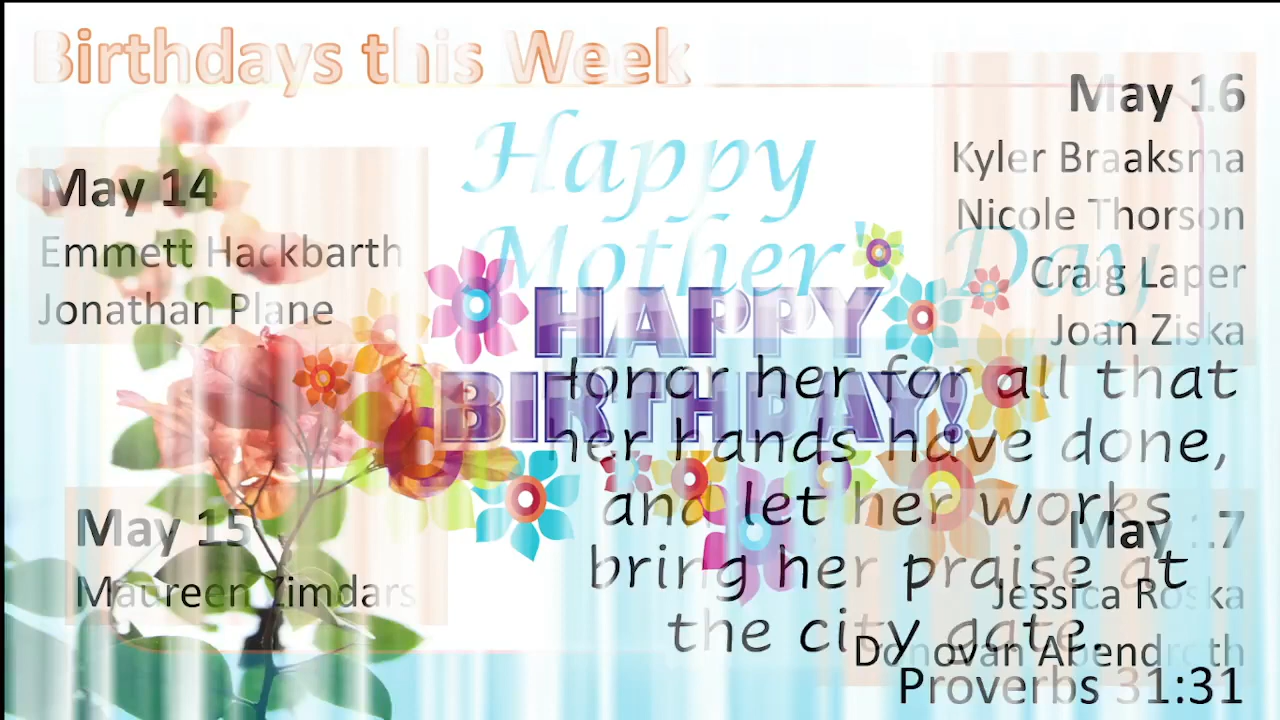 Birthdays this Week
May 14
Emmett Hackbarth
Jonathan Plane
May 15
Maureen Zimdars
May 16
Kyler Braaksma
Nicole Thorson
Craig Laper
Joan Ziska
May 17
Jessica Roska
Donovan Abendroth
HAPPY
BIRTHDAY!
Happy
Mother's Day
Honor her for all that
her hands have done,
and let her works
bring her praise at
the city gate.
Proverbs 31:31